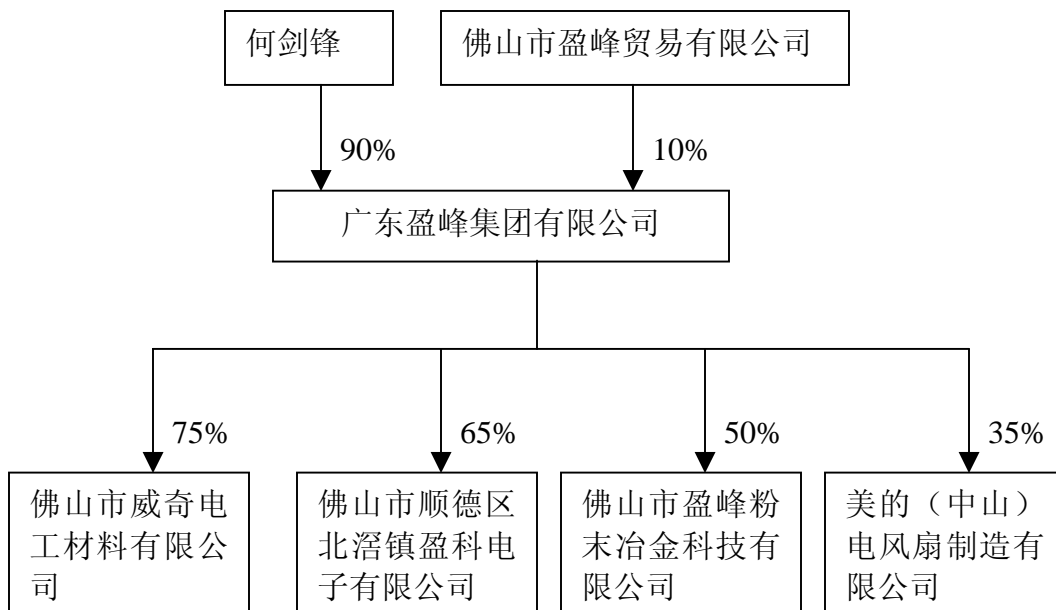 何剑锋
佛山市盈峰贸易有限公司
90%
10%
广东盈峰集团有限公司
75%
65%
50%
35%
佛山市威奇电
工材料有限公
司
佛山市顺德区
北滘镇盈科电
子有限公司
佛山市盈峰粉
末冶金科技有
限公司
美的（中山）
电风扇制造有
限公司